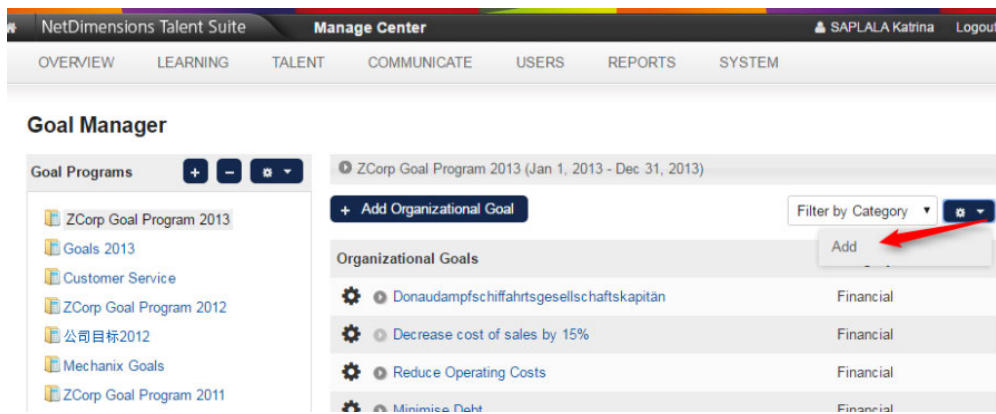 NetDimensions Talent Suite Manage Center SAPLALA Katrina Logout
OVERVIEW LEARNING TALENT COMMUNICATE USERS REPORTS SYSTEM
Goal Manager
Goal Programs
ZCorp Goal Program 2013
Goals 2013
Customer Service
ZCorp Goal Program 2012
公司目标2012
Mechanix Goals
ZCorp Goal Program 2011
ZCorp Goal Program 2013 (Jan 1, 2013 - Dec 31, 2013)
+ Add Organizational Goal Filter by Category
Add
Organizational Goals
Donaudampfschiffahrtsgesellschaftskapitän Financial
Decrease cost of sales by 15% Financial
Reduce Operating Costs Financial
Minimise Debt Financial